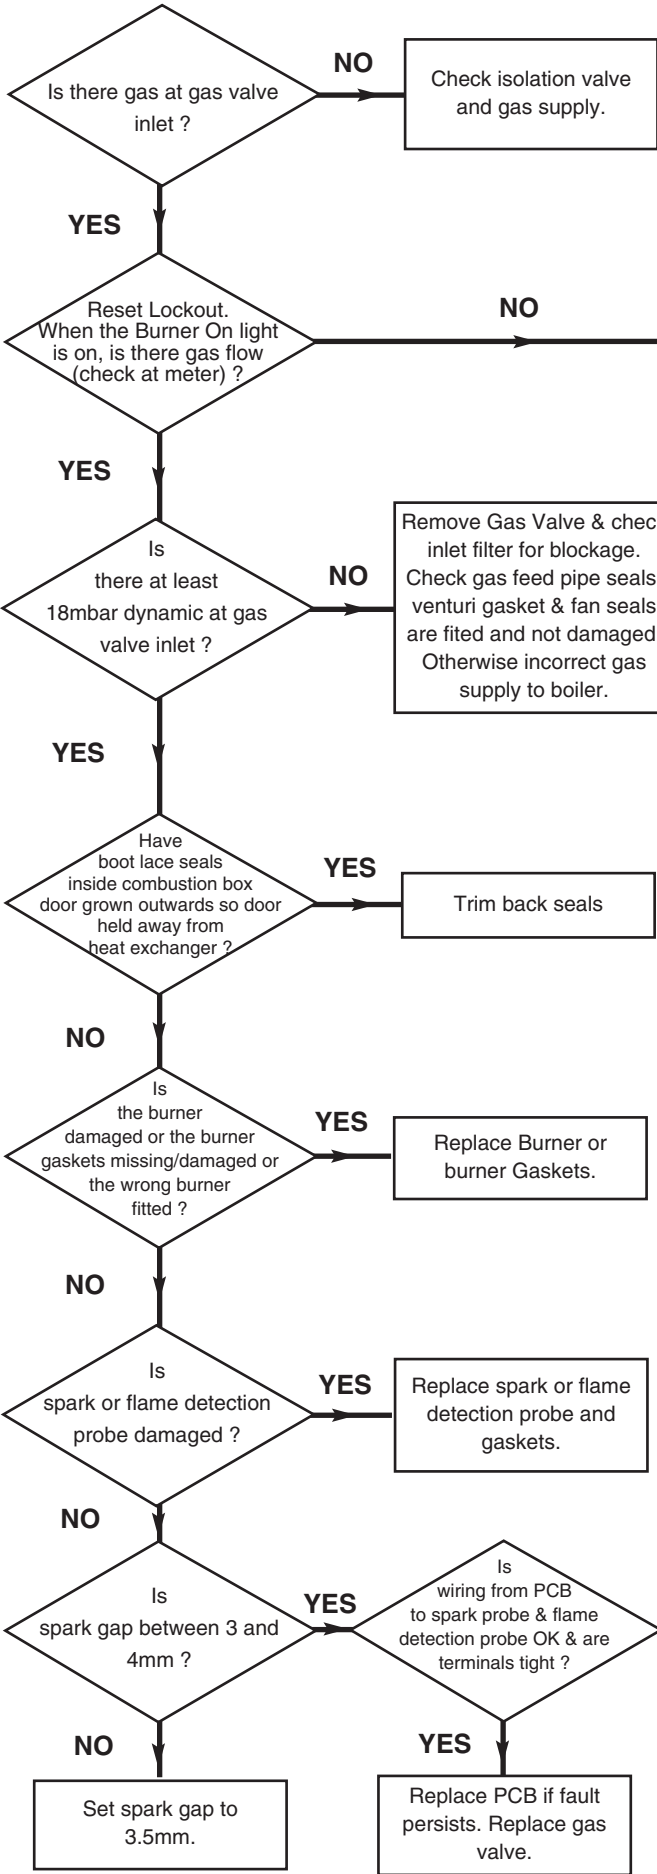 Is there gas at gas valve
inlet ?
NO
Check isolation valve
and gas supply.
YES
Reset Lockout.
When the Burner On light
is on, is there gas flow
(check at meter) ?
NO
YES
Is
there at least
18mbar dynamic at gas
valve inlet ?
NO
Remove Gas Valve & chec
inlet filter for blockage.
Check gas feed pipe seals
venturi gasket & fan seals
are fited and not damaged
Otherwise incorrect gas
supply to boiler.
YES
Have
boot lace seals
inside combustion box
door grown outwards so door
held away from
heat exchanger ?
YES
Trim back seals
NO
Is
the burner
damaged or the burner
gaskets missing/damaged or
the wrong burner
fitted ?
YES
Replace Burner or
burner Gaskets.
NO
Is
spark or flame detection
probe damaged ?
YES
Replace spark or flame
detection probe and
gaskets.
NO
Is
spark gap between 3 and
4mm ?
YES
Is
wiring from PCB
to spark probe & flame
detection probe OK & are
terminals tight ?
NO
Set spark gap to
3.5mm.
YES
Replace PCB if fault
persists. Replace gas
valve.